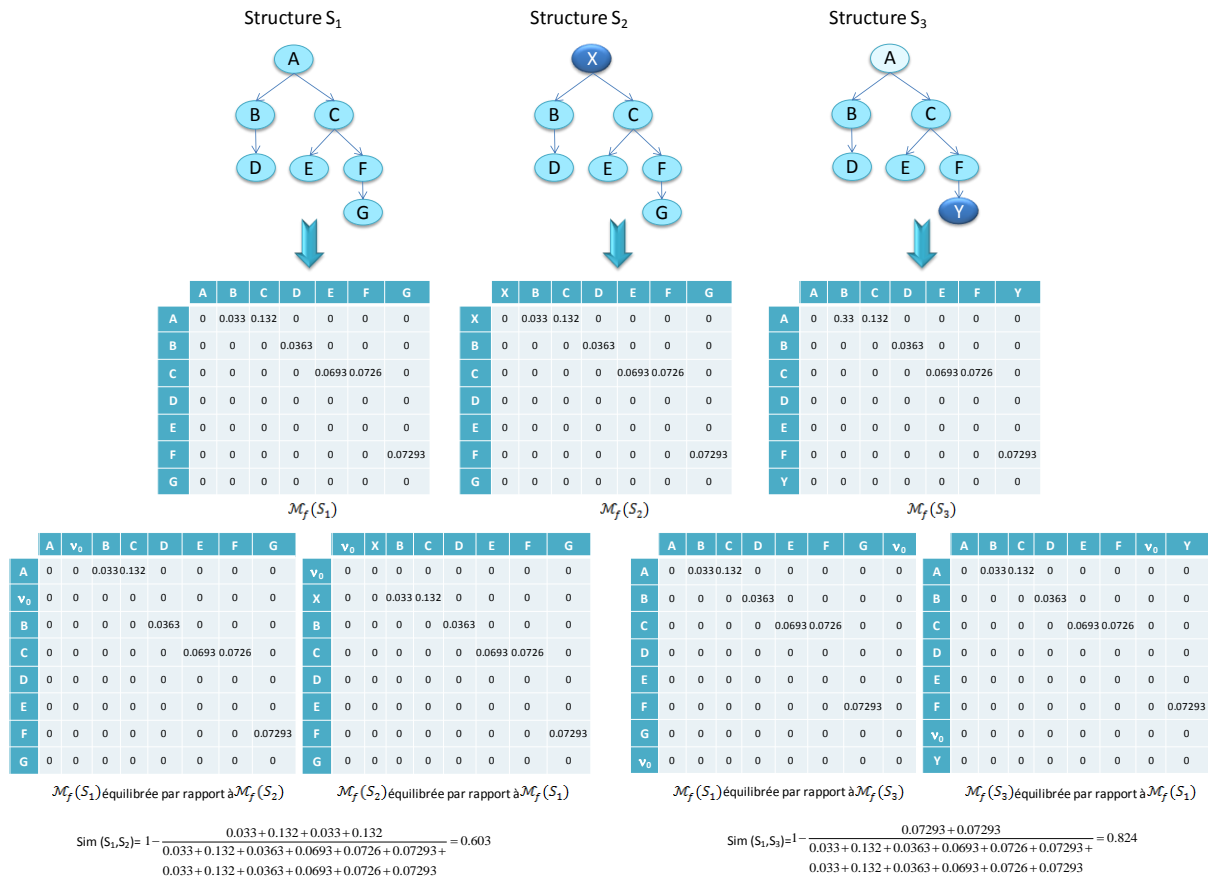 Structure S₁ Structure S₂ Structure S₃
A X A
B C B C B C
D E F D E F D E F
G G Y
A B C D E F G
A 0 0.033 0.132 0 0 0 0
B 0 0 0 0.0363 0 0 0
C 0 0 0 0 0.0693 0.0726 0
D 0 0 0 0 0 0 0
E 0 0 0 0 0 0 0
F 0 0 0 0 0 0 0.07293
G 0 0 0 0 0 0 0
ℳf(S₁)
X B C D E F G
X 0 0.033 0.132 0 0 0 0
B 0 0 0 0.0363 0 0 0
C 0 0 0 0 0.0693 0.0726 0
D 0 0 0 0 0 0 0
E 0 0 0 0 0 0 0
F 0 0 0 0 0 0 0.07293
G 0 0 0 0 0 0 0
ℳf(S₂)
A B C D E F Y
A 0 0.33 0.132 0 0 0 0
B 0 0 0 0.0363 0 0 0
C 0 0 0 0 0.0693 0.0726 0
D 0 0 0 0 0 0 0
E 0 0 0 0 0 0 0
F 0 0 0 0 0 0 0.07293
Y 0 0 0 0 0 0 0
ℳf(S₃)
A ν₀ B C D E F G
A 0 0 0.033 0.132 0 0 0 0
ν₀ 0 0 0 0 0 0 0 0
B 0 0 0 0 0.0363 0 0 0
C 0 0 0 0 0 0.0693 0.0726 0
D 0 0 0 0 0 0 0 0
E 0 0 0 0 0 0 0 0
F 0 0 0 0 0 0 0 0.07293
G 0 0 0 0 0 0 0 0
ℳf(S₁) équilibrée par rapport à ℳf(S₂)
ν₀ X B C D E F G
ν₀ 0 0 0 0 0 0 0 0
X 0 0 0.033 0.132 0 0 0 0
B 0 0 0 0 0.0363 0 0 0
C 0 0 0 0 0 0.0693 0.0726 0
D 0 0 0 0 0 0 0 0
E 0 0 0 0 0 0 0 0
F 0 0 0 0 0 0 0 0.07293
G 0 0 0 0 0 0 0 0
ℳf(S₂) équilibrée par rapport à ℳf(S₁)
A B C D E F G ν₀
A 0 0.033 0.132 0 0 0 0 0
B 0 0 0 0.0363 0 0 0 0
C 0 0 0 0 0.0693 0.0726 0 0
D 0 0 0 0 0 0 0 0
E 0 0 0 0 0 0 0 0
F 0 0 0 0 0 0 0.07293 0
G 0 0 0 0 0 0 0 0
ν₀ 0 0 0 0 0 0 0 0
ℳf(S₁) équilibrée par rapport à ℳf(S₃)
A B C D E F ν₀ Y
A 0 0.033 0.132 0 0 0 0 0
B 0 0 0 0.0363 0 0 0 0
C 0 0 0 0 0.0693 0.0726 0 0
D 0 0 0 0 0 0 0 0
E 0 0 0 0 0 0 0 0
F 0 0 0 0 0 0 0 0.07293
ν₀ 0 0 0 0 0 0 0 0
Y 0 0 0 0 0 0 0 0
ℳf(S₃) équilibrée par rapport à ℳf(S₁)
0.033+0.132+0.033+0.132
Sim (S₁,S₂)= 1− =0.603
0.033+0.132+0.0363+0.0693+0.0726+0.07293+
0.033+0.132+0.0363+0.0693+0.0726+0.07293
0.07293+0.07293
Sim (S₁,S₃)=1− =0.824
0.033+0.132+0.0363+0.0693+0.0726+0.07293+
0.033+0.132+0.0363+0.0693+0.0726+0.07293